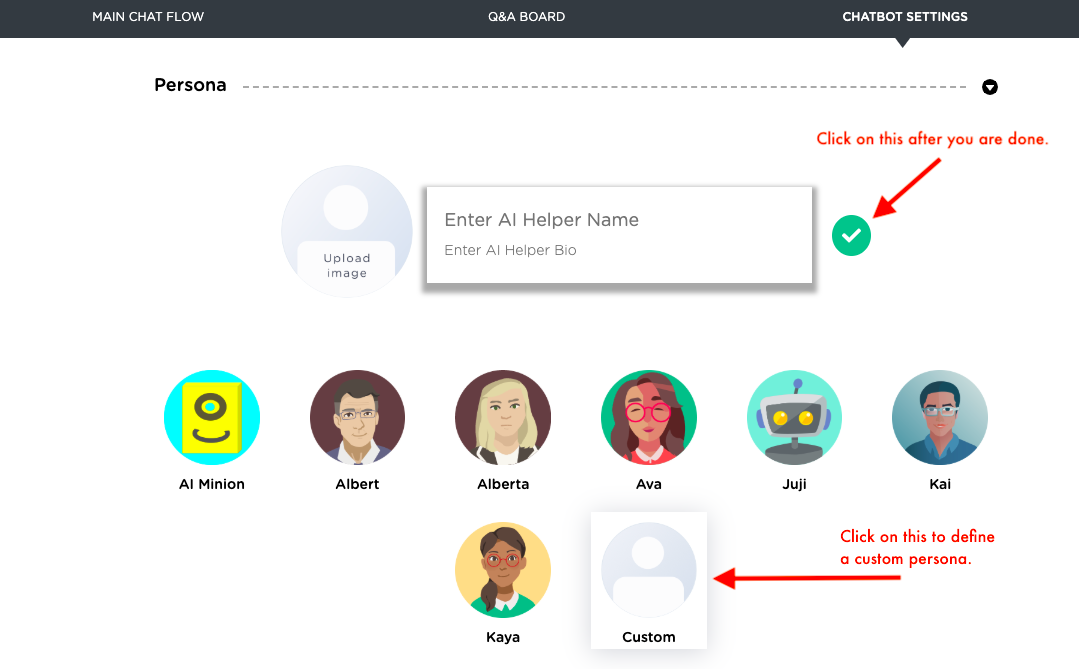 MAIN CHAT FLOW
Q&A BOARD
CHATBOT SETTINGS
Persona
Click on this after you are done.
Upload
image
Enter AI Helper Name
Enter AI Helper Bio
AI Minion
Albert
Alberta
Ava
Juji
Kai
Click on this to define
a custom persona.
Kaya
Custom